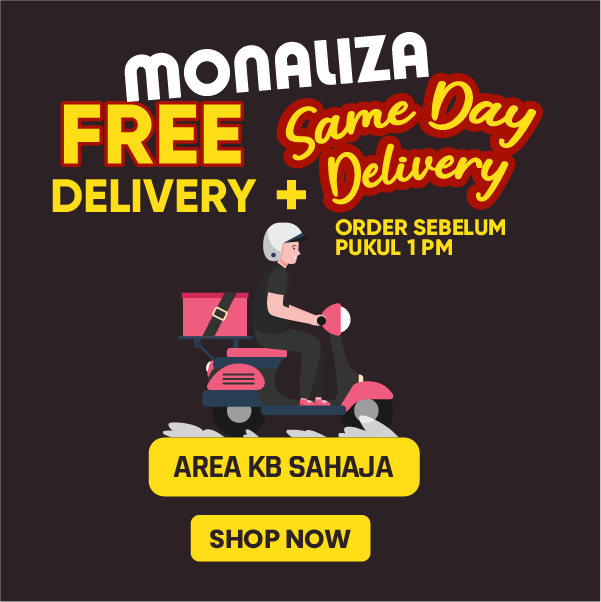 MONALIZA
FREE
DELIVERY +
Same Day
Delivery
ORDER SEBELUM
PUKUL 1 PM
AREA KB SAHAJA
SHOP NOW